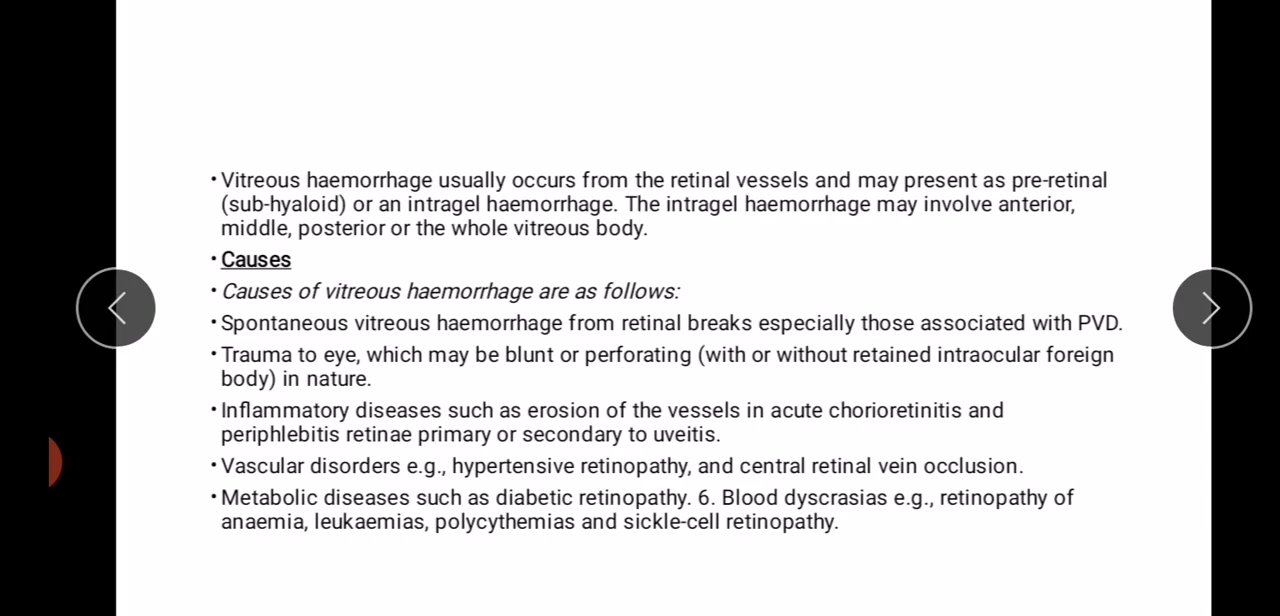 • Vitreous haemorrhage usually occurs from the retinal vessels and may present as pre-retinal
(sub-hyaloid) or an intragel haemorrhage. The intragel haemorrhage may involve anterior,
middle, posterior or the whole vitreous body.
• Causes
• Causes of vitreous haemorrhage are as follows:
• Spontaneous vitreous haemorrhage from retinal breaks especially those associated with PVD.
• Trauma to eye, which may be blunt or perforating (with or without retained intraocular foreign
body) in nature.
• Inflammatory diseases such as erosion of the vessels in acute chorioretinitis and
periphlebitis retinae primary or secondary to uveitis.
• Vascular disorders e.g., hypertensive retinopathy, and central retinal vein occlusion.
• Metabolic diseases such as diabetic retinopathy. 6. Blood dyscrasias e.g., retinopathy of
anaemia, leukaemias, polycythemias and sickle-cell retinopathy.